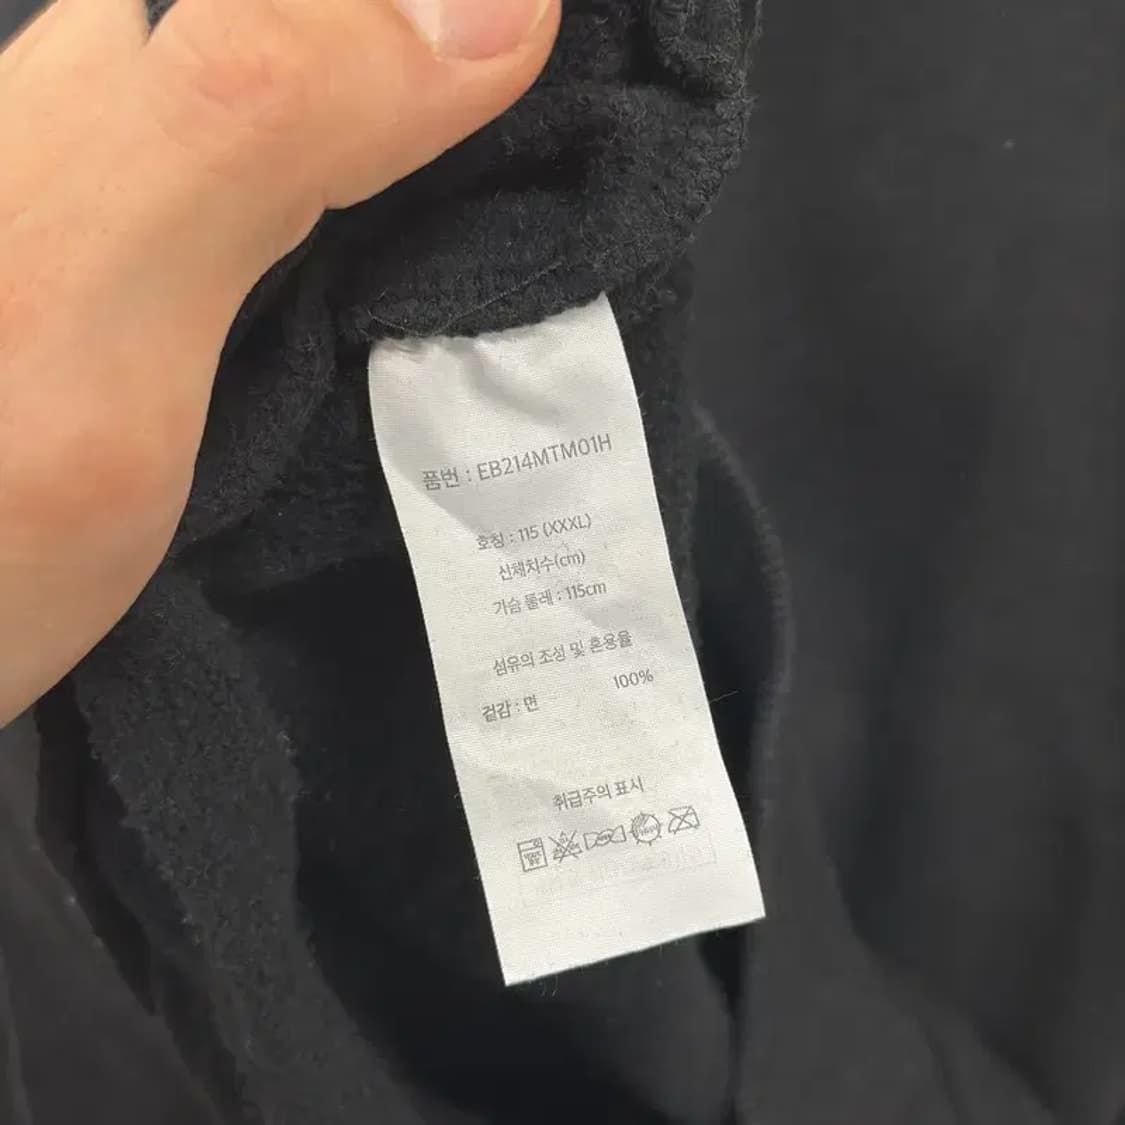 품번 : EB214MTM01H
호칭 : 115 (XXXL)
신체치수(cm)
가슴 둘레 : 115cm
섬유의 조성 및 혼용율
겉감 : 면 100%
취급주의 표시